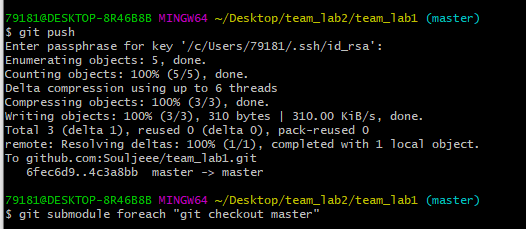 79181@DESKTOP-8R46B8B MINGW64 ~/Desktop/team_lab2/team_lab1 (master)
$ git push
Enter passphrase for key '/c/Users/79181/.ssh/id_rsa':
Enumerating objects: 5, done.
Counting objects: 100% (5/5), done.
Delta compression using up to 6 threads
Compressing objects: 100% (3/3), done.
Writing objects: 100% (3/3), 310 bytes | 310.00 KiB/s, done.
Total 3 (delta 1), reused 0 (delta 0), pack-reused 0
remote: Resolving deltas: 100% (1/1), completed with 1 local object.
To github.com:Souljeee/team_lab1.git
   6fec6d9..4c3a8bb  master -> master

79181@DESKTOP-8R46B8B MINGW64 ~/Desktop/team_lab2/team_lab1 (master)
$ git submodule foreach "git checkout master"